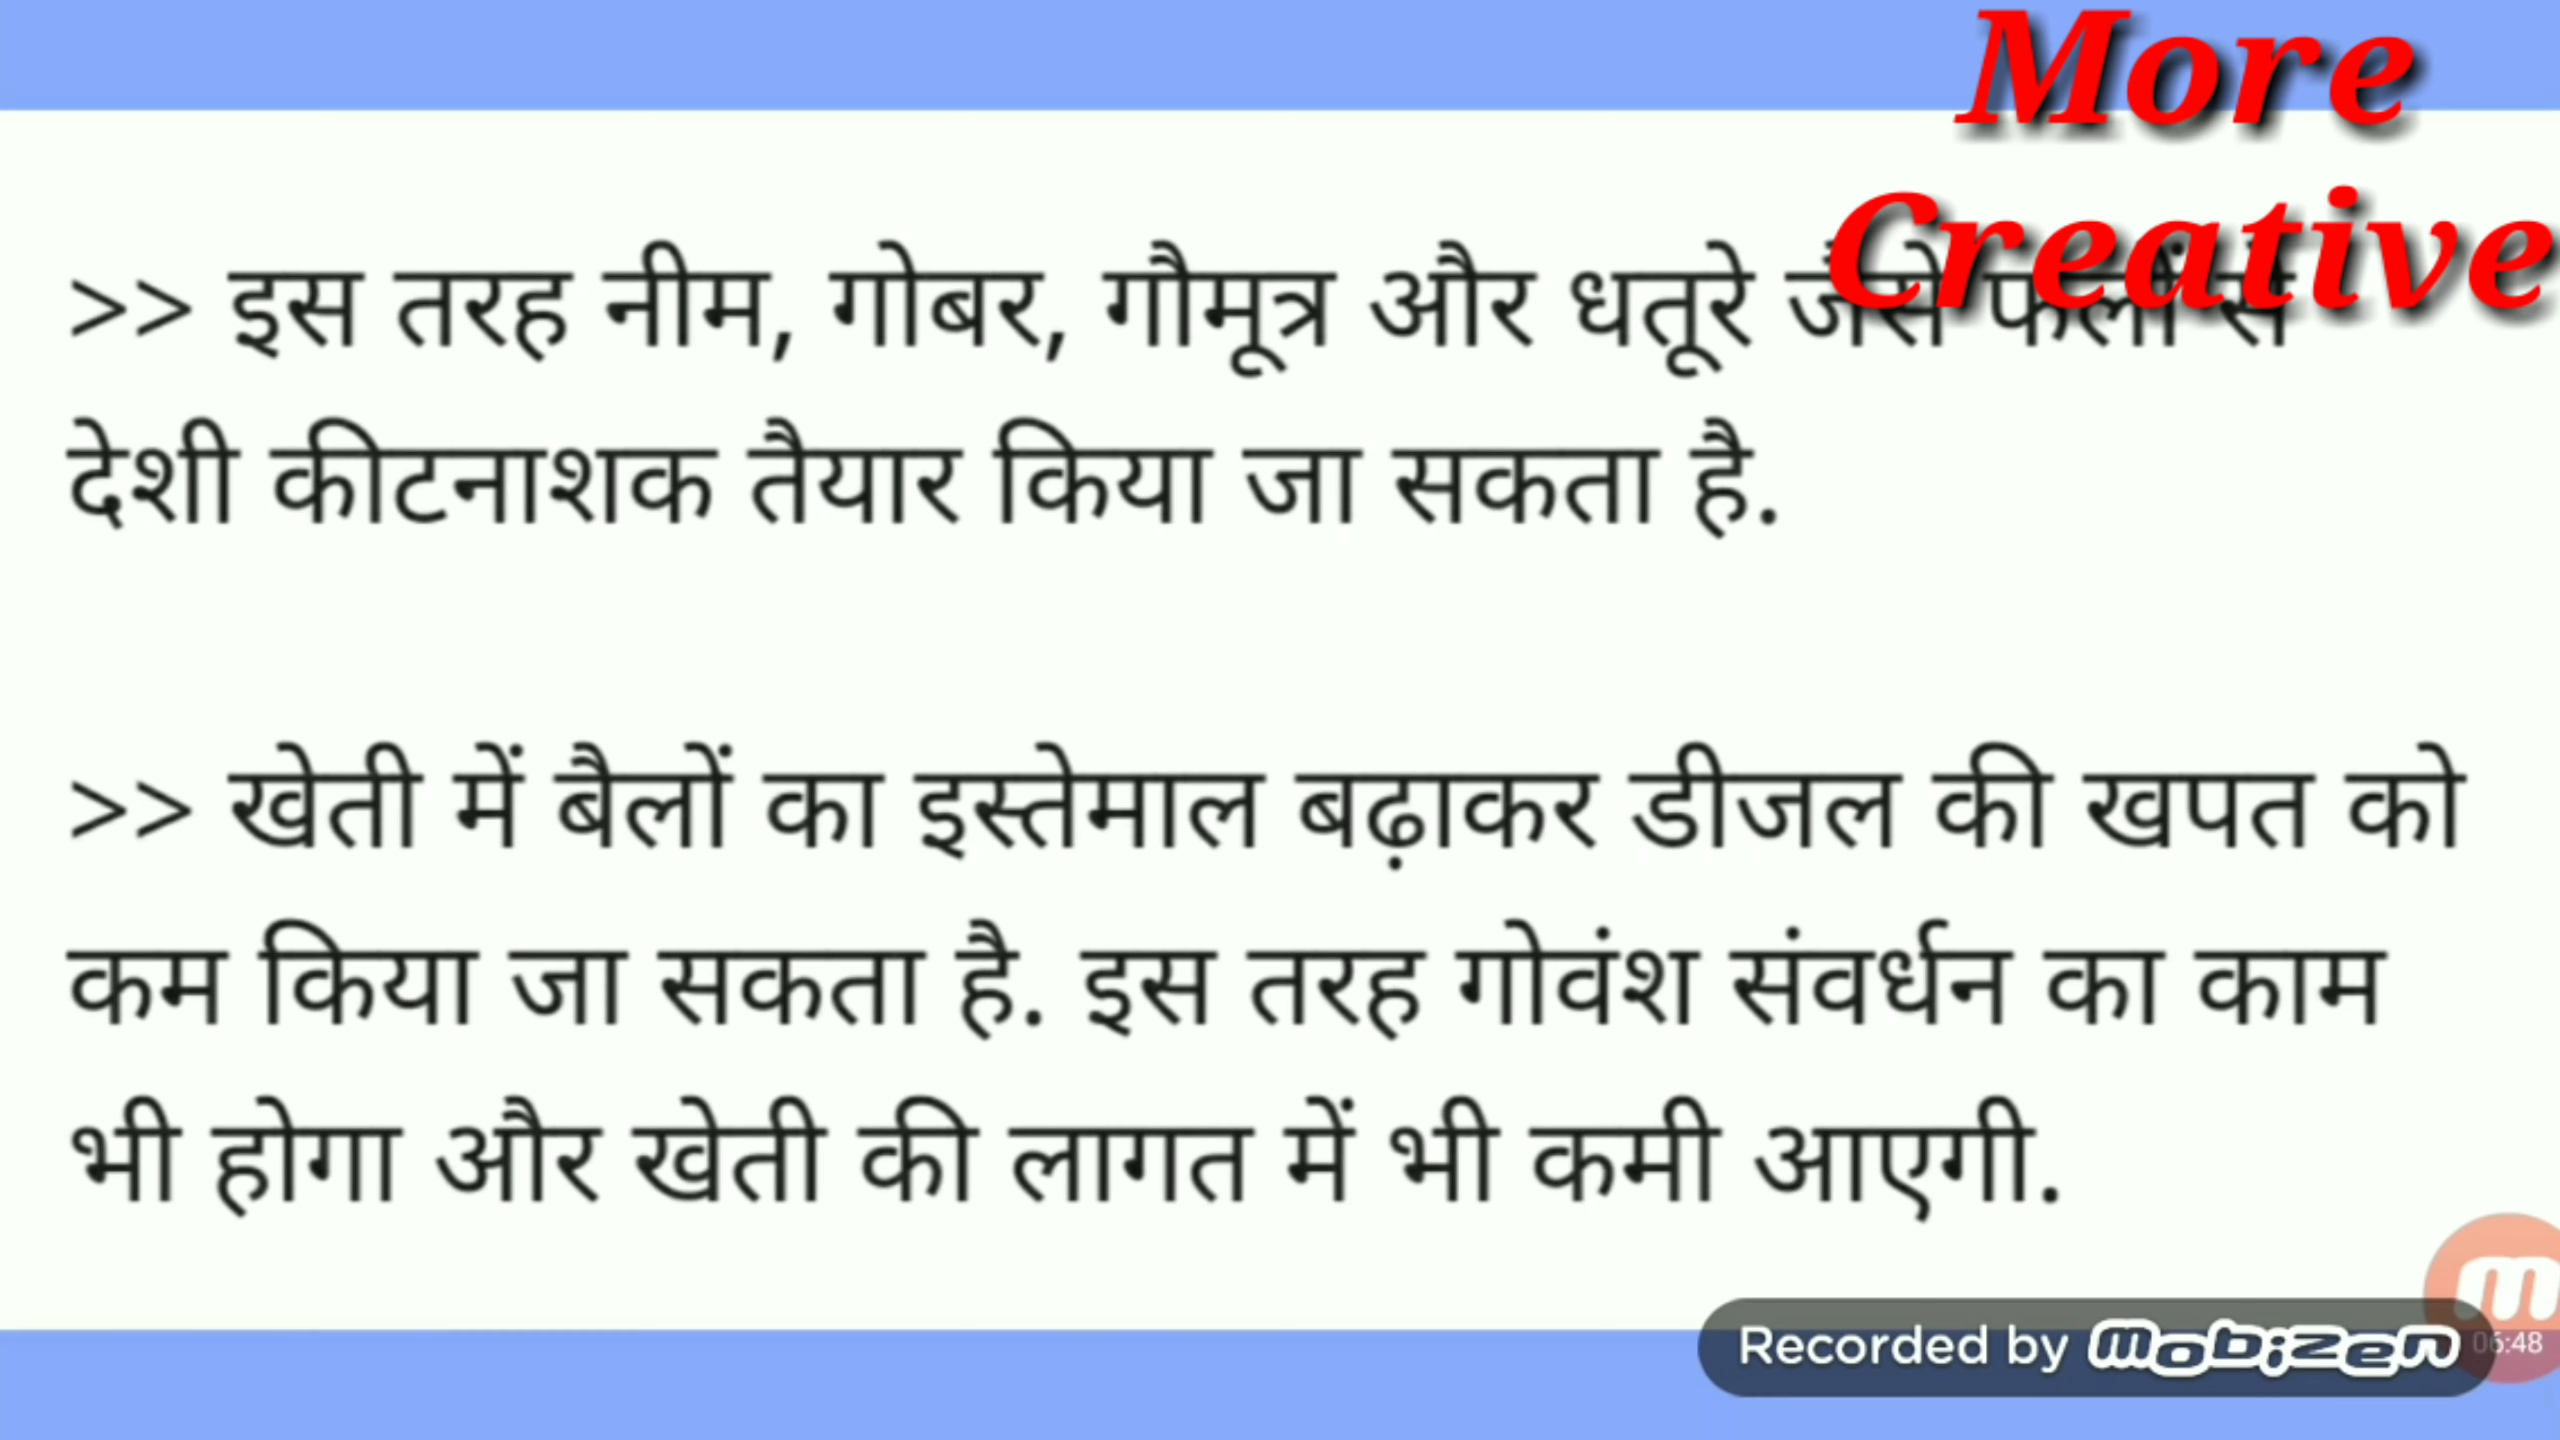 More
Creative
>> इस तरह नीम, गोबर, गौमूत्र और धतूरे जैसे फलों से
देशी कीटनाशक तैयार किया जा सकता है.
>> खेती में बैलों का इस्तेमाल बढ़ाकर डीजल की खपत को
कम किया जा सकता है. इस तरह गोवंश संवर्धन का काम
भी होगा और खेती की लागत में भी कमी आएगी.
Recorded by mobizen
06:48